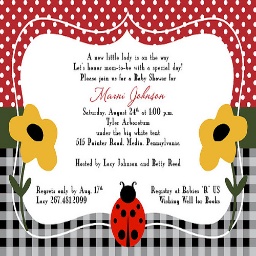 A new little lady is on the way
Let's honor mom-to-be with a special day!
Please join us for a Baby Shower for
Marni Johnson
Saturday, August 24th at 1:00 p.m.
Tyler Arboretum
under the big white tent
515 Painter Road, Media, Pennsylvania
Hosted by Lucy Johnson and Betty Reed
Regrets only by Aug. 17th
Lucy 267.481.2099
Registry at Babies 'R' US
Wishing Well for Books